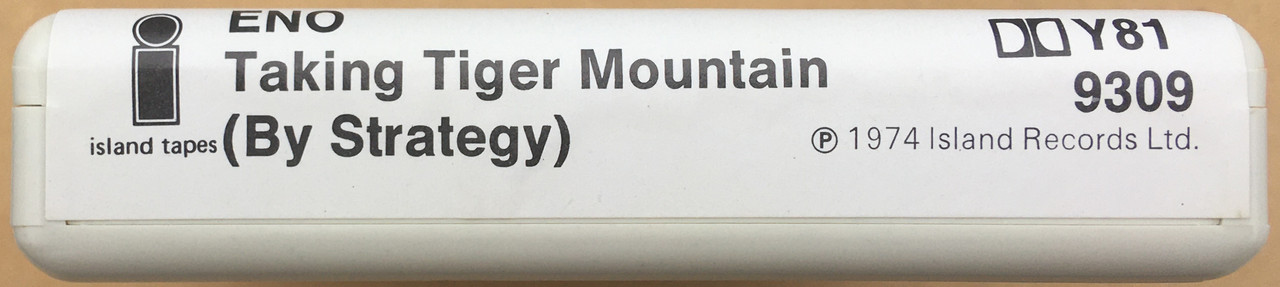 ENO
Taking Tiger Mountain
(By Strategy)
island tapes
Y81
9309
℗ 1974 Island Records Ltd.